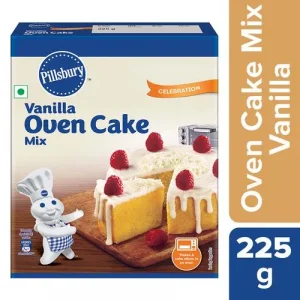 Pillsbury
CELEBRATION
Vanilla
Oven Cake
Mix
Oven Cake Mix
Vanilla
225
g